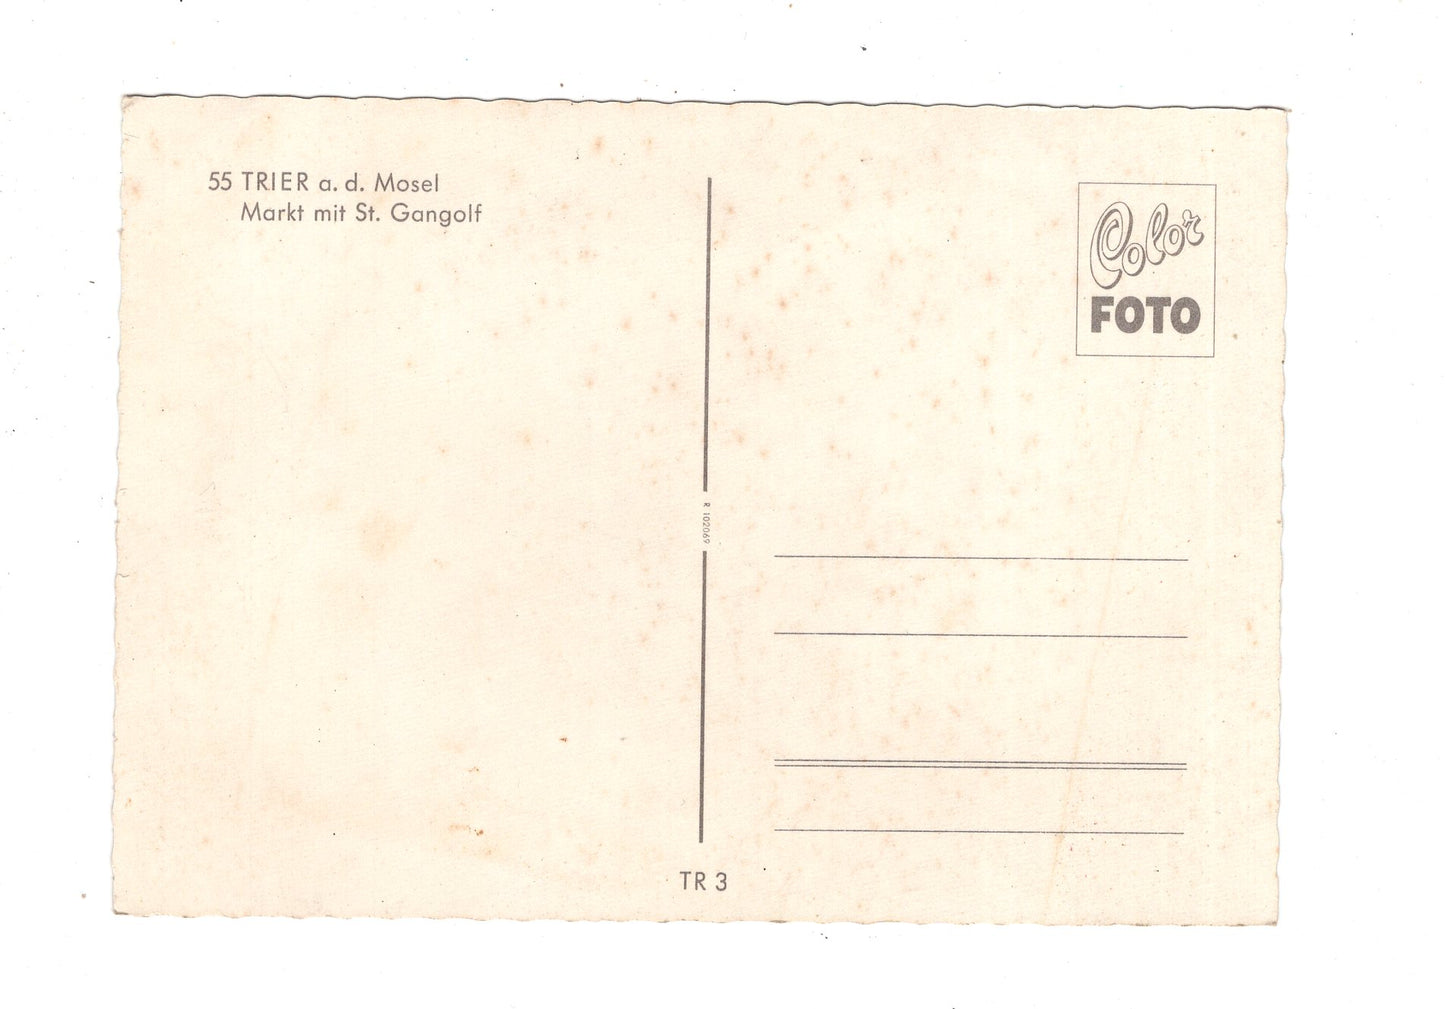 55 TRIER a. d. Mosel
Markt mit St. Gangolf
Color
FOTO
R 102069
TR 3